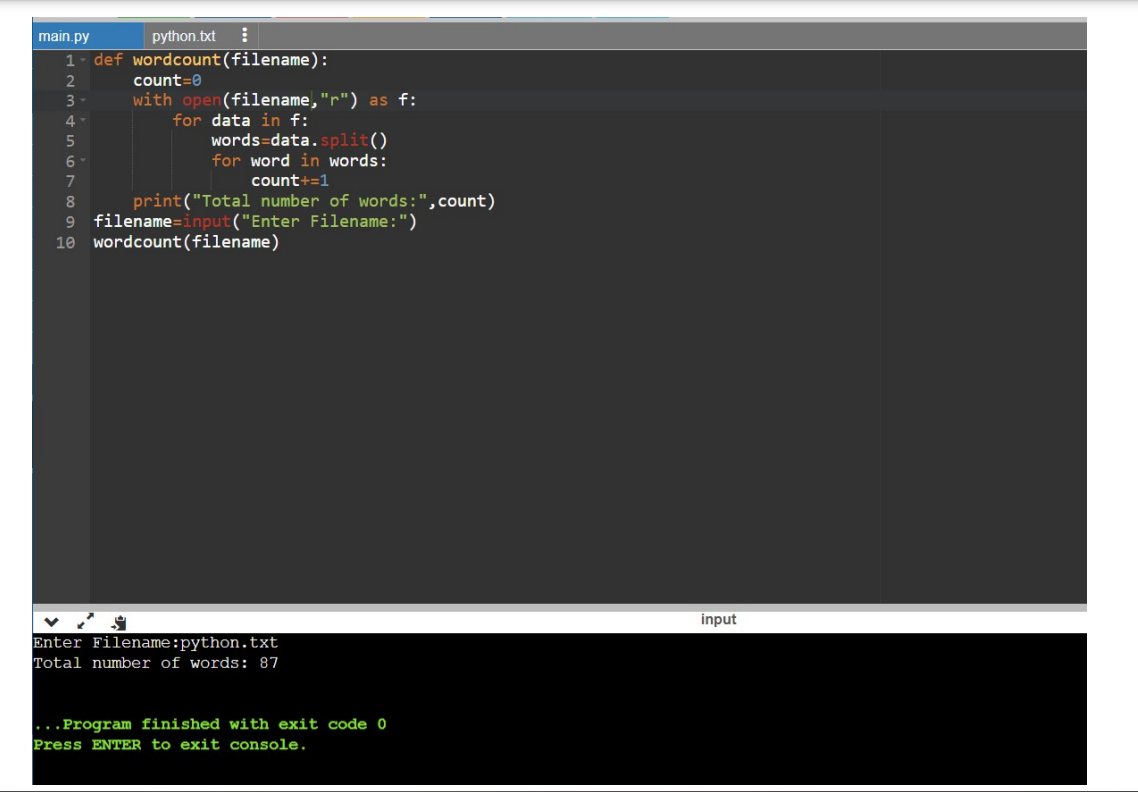 main.py python.txt
1 def wordcount(filename):
2     count=0
3     with open(filename,"r") as f:
4         for data in f:
5             words=data.split()
6             for word in words:
7                 count+=1
8     print("Total number of words:",count)
9 filename=input("Enter Filename:")
10 wordcount(filename)
input
Enter Filename:python.txt
Total number of words: 87
...Program finished with exit code 0
Press ENTER to exit console.